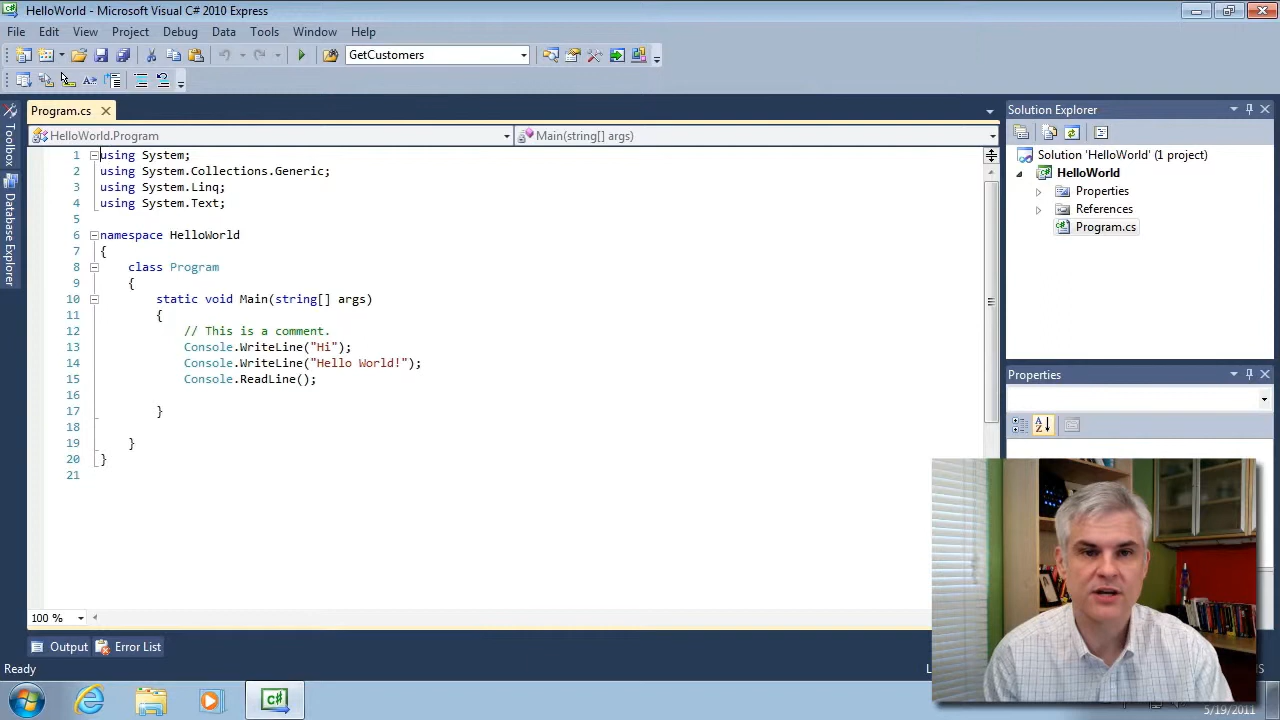 HelloWorld - Microsoft Visual C# 2010 Express
File Edit View Project Debug Data Tools Window Help
GetCustomers
Program.cs
HelloWorld.Program
Main(string[] args)
1 using System;
2 using System.Collections.Generic;
3 using System.Linq;
4 using System.Text;
5
6 namespace HelloWorld
7 {
8 class Program
9 {
10 static void Main(string[] args)
11 {
12 // This is a comment.
13 Console.WriteLine("Hi");
14 Console.WriteLine("Hello World!");
15 Console.ReadLine();
16
17 }
18
19 }
20 }
21
100 %
Toolbox
Database Explorer
Solution Explorer
Solution 'HelloWorld' (1 project)
HelloWorld
Properties
References
Program.cs
Properties
Output
Error List
Ready
5/19/2011